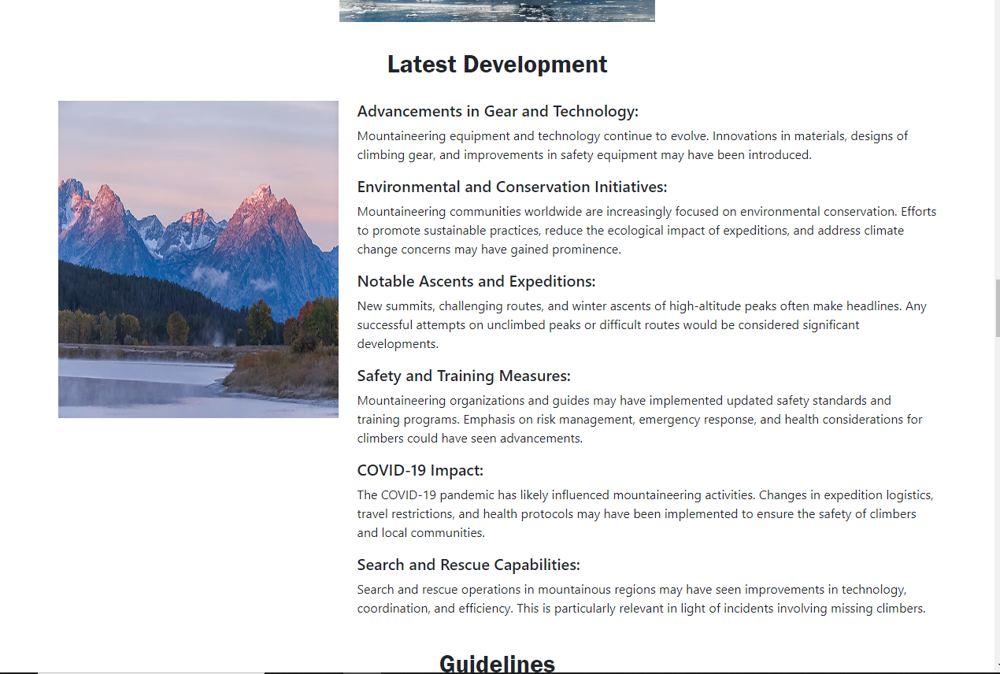 Latest Development
Advancements in Gear and Technology:
Mountaineering equipment and technology continue to evolve. Innovations in materials, designs of
climbing gear, and improvements in safety equipment may have been introduced.
Environmental and Conservation Initiatives:
Mountaineering communities worldwide are increasingly focused on environmental conservation. Efforts
to promote sustainable practices, reduce the ecological impact of expeditions, and address climate
change concerns may have gained prominence.
Notable Ascents and Expeditions:
New summits, challenging routes, and winter ascents of high-altitude peaks often make headlines. Any
successful attempts on unclimbed peaks or difficult routes would be considered significant
developments.
Safety and Training Measures:
Mountaineering organizations and guides may have implemented updated safety standards and
training programs. Emphasis on risk management, emergency response, and health considerations for
climbers could have seen advancements.
COVID-19 Impact:
The COVID-19 pandemic has likely influenced mountaineering activities. Changes in expedition logistics,
travel restrictions, and health protocols may have been implemented to ensure the safety of climbers
and local communities.
Search and Rescue Capabilities:
Search and rescue operations in mountainous regions may have seen improvements in technology,
coordination, and efficiency. This is particularly relevant in light of incidents involving missing climbers.
Guidelines